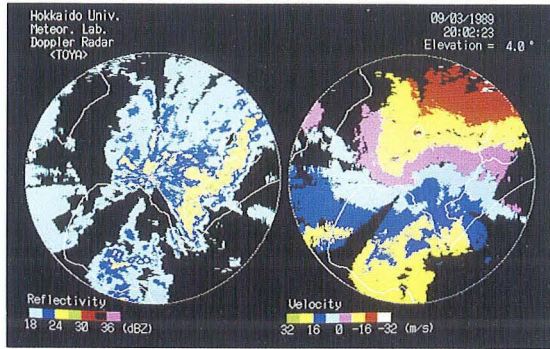 Hokkaido Univ.
Meteor. Lab.
Doppler Radar
<TOYA>
09/03/1989
20:02:23
Elevation = 4.0°
Reflectivity
18 24 30 36 (dBZ)
Velocity
32 16 0 -16 -32 (m/s)